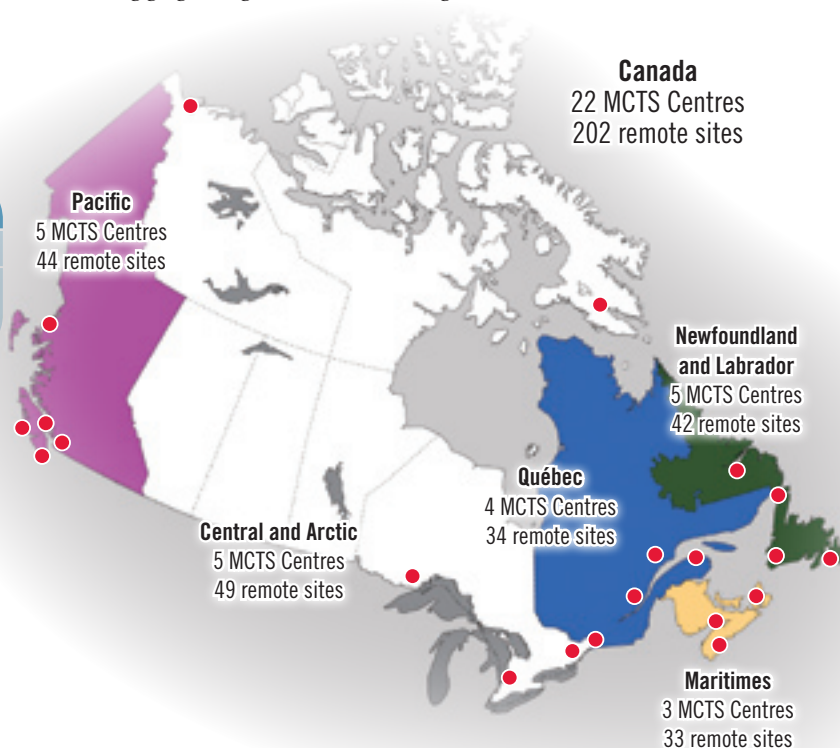 Canada
22 MCTS Centres
202 remote sites
Pacific
5 MCTS Centres
44 remote sites
Newfoundland
and Labrador
5 MCTS Centres
42 remote sites
Québec
4 MCTS Centres
34 remote sites
Central and Arctic
5 MCTS Centres
49 remote sites
Maritimes
3 MCTS Centres
33 remote sites